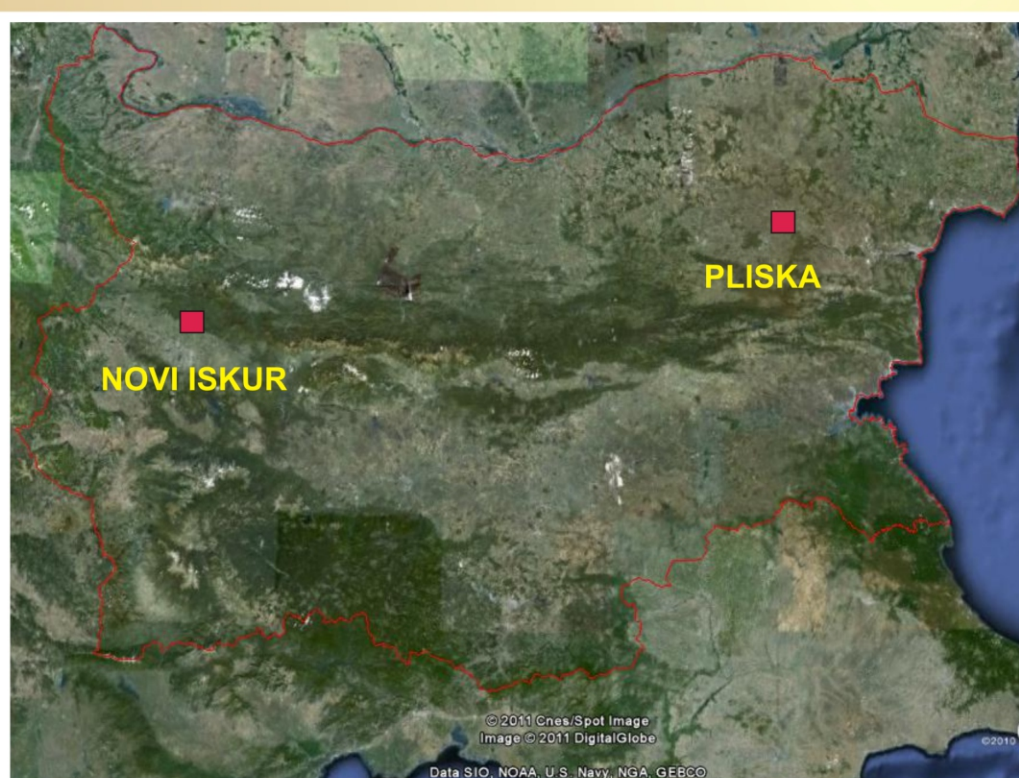 PLISKA
NOVI ISKUR
© 2011 Cnes/Spot Image
Image © 2011 DigitalGlobe
©2010
Data SIO, NOAA, U.S. Navy, NGA, GEBCO